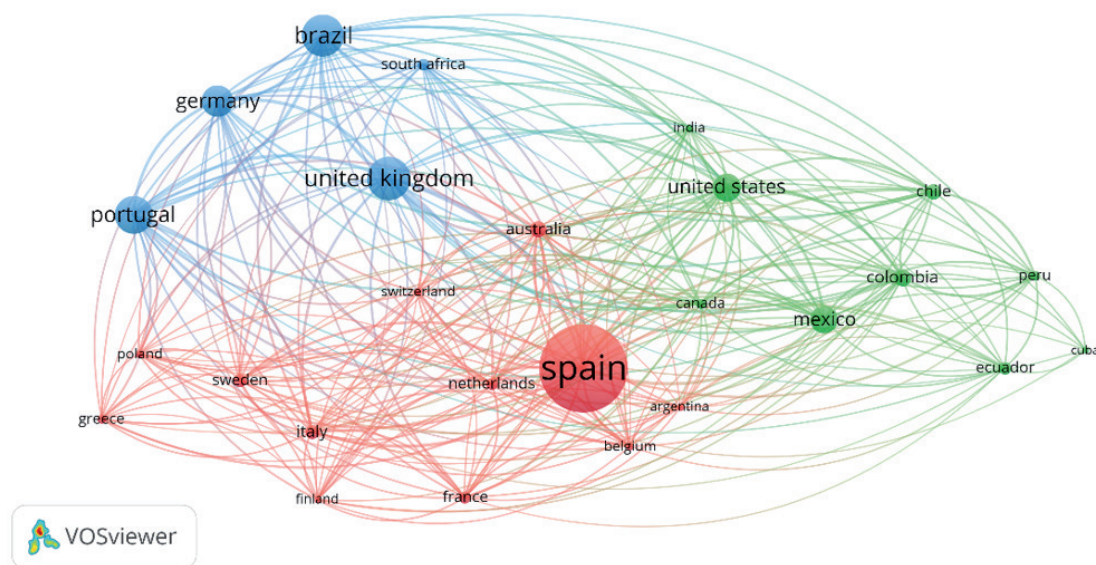 brazil
south africa
germany
india
united kingdom
united states
chile
portugal
australia
colombia
peru
switzerland
canada
mexico
poland
cuba
spain
ecuador
sweden
netherlands
argentina
greece
italy
belgium
finland
france
VOSviewer